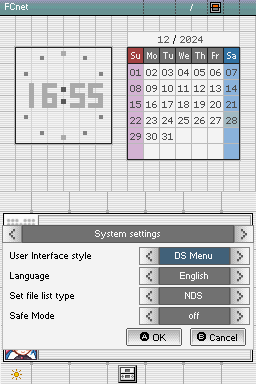 FCnet /
12 / 2024
Su Mo Tu We Th Fr Sa
01 02 03 04 05 06 07
08 09 10 11 12 13 14
15 16 17 18 19 20 21
22 23 24 25 26 27 28
29 30 31
16:55
System settings
User Interface style DS Menu
Language English
Set file list type NDS
Safe Mode off
A OK B Cancel